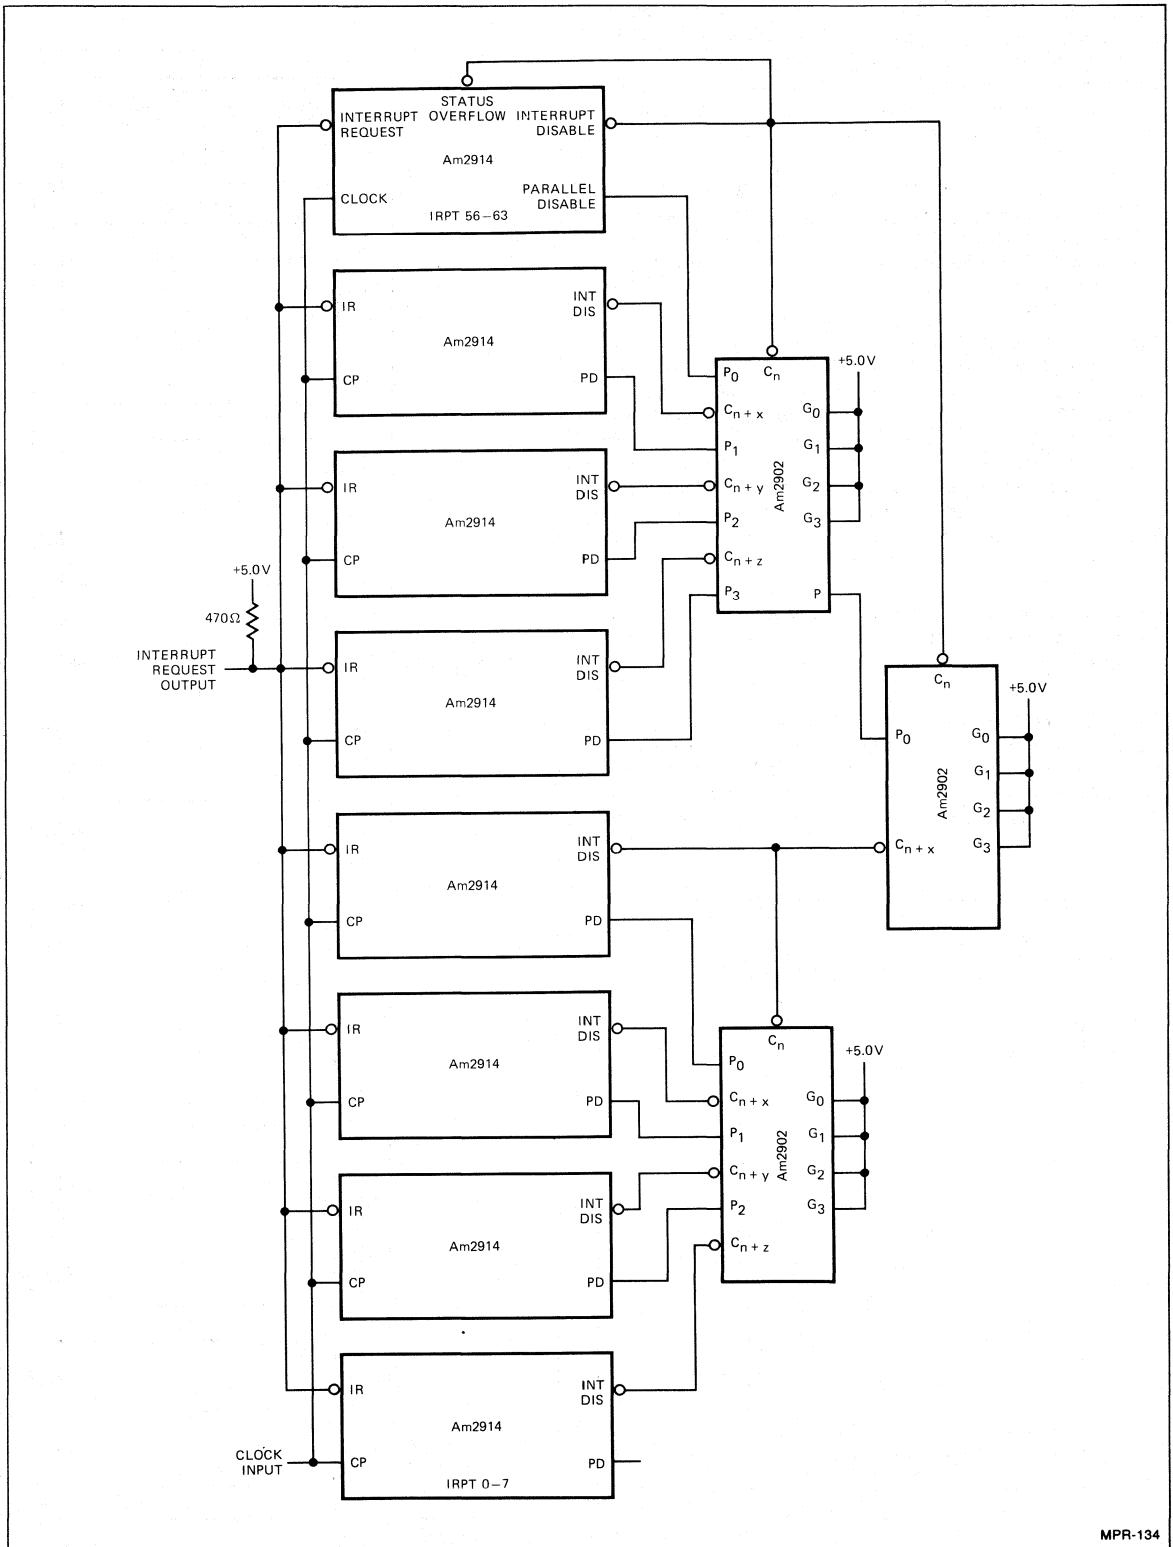 STATUS
OVERFLOW
INTERRUPT
REQUEST
INTERRUPT
DISABLE
Am2914
CLOCK
PARALLEL
DISABLE
IRPT 56–63
IR
INT
DIS
Am2914
CP
PD
IR
INT
DIS
Am2914
CP
PD
+5.0V
470Ω
INTERRUPT
REQUEST
OUTPUT
IR
INT
DIS
Am2914
CP
PD
IR
INT
DIS
Am2914
CP
PD
IR
INT
DIS
Am2914
CP
PD
IR
INT
DIS
Am2914
CP
PD
IR
INT
DIS
Am2914
CLOCK
INPUT
CP
PD
IRPT 0–7
+5.0V
P0
Cn
Cn + x
G0
P1
G1
Cn + y
G2
Am2902
P2
G3
Cn + z
P3
P
Cn
+5.0V
P0
G0
G1
Am2902
G2
Cn + x
G3
Cn
+5.0V
P0
Cn + x
G0
P1
G1
Am2902
Cn + y
G2
P2
G3
Cn + z
MPR-134